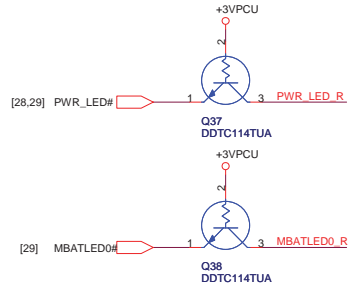 +3VPCU
2
[28,29] PWR_LED# 1 3 PWR_LED_R
Q37
DDTC114TUA
+3VPCU
2
[29] MBATLED0# 1 3 MBATLED0_R
Q38
DDTC114TUA